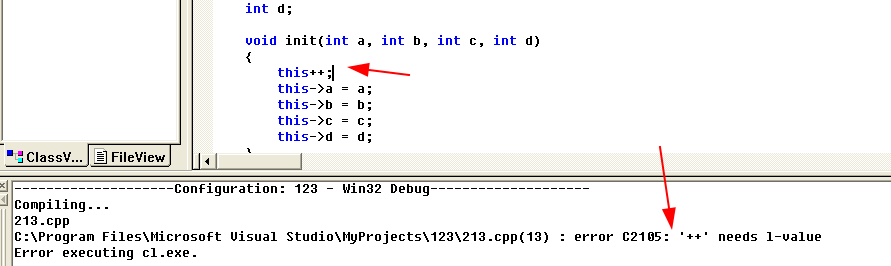 int d;
void init(int a, int b, int c, int d)
{
this++;
this->a = a;
this->b = b;
this->c = c;
this->d = d;
}
ClassV... FileView
--------------------Configuration: 123 - Win32 Debug--------------------
Compiling...
213.cpp
C:\Program Files\Microsoft Visual Studio\MyProjects\123\213.cpp(13) : error C2105: '++' needs l-value
Error executing cl.exe.